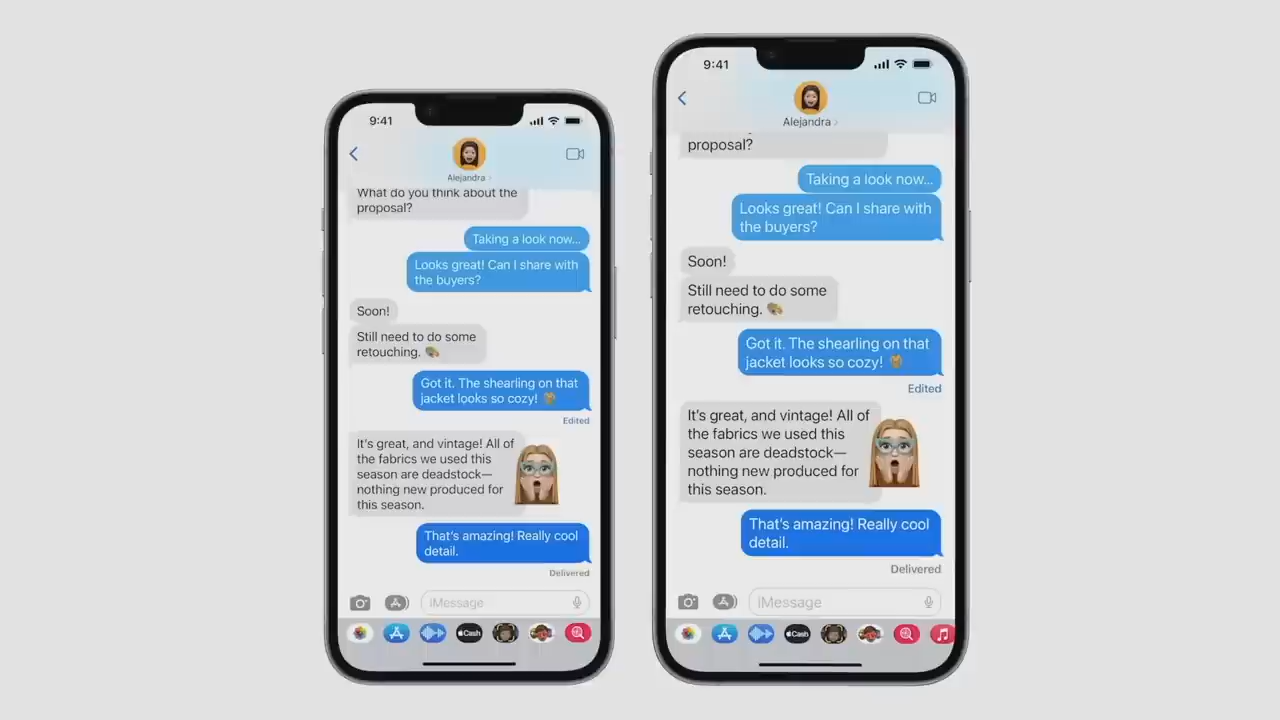 9:41
Alejandra
What do you think about the
proposal?
Taking a look now...
Looks great! Can I share with
the buyers?
Soon!
Still need to do some
retouching. 🎨
Got it. The shearling on that
jacket looks so cozy!
Edited
It's great, and vintage! All of
the fabrics we used this
season are deadstock—
nothing new produced for
this season.
That's amazing! Really cool
detail.
Delivered
iMessage
Cash
9:41
Alejandra
proposal?
Taking a look now...
Looks great! Can I share with
the buyers?
Soon!
Still need to do some
retouching. 🎨
Got it. The shearling on that
jacket looks so cozy!
Edited
It's great, and vintage! All of
the fabrics we used this
season are deadstock—
nothing new produced for
this season.
That's amazing! Really cool
detail.
Delivered
iMessage
Cash